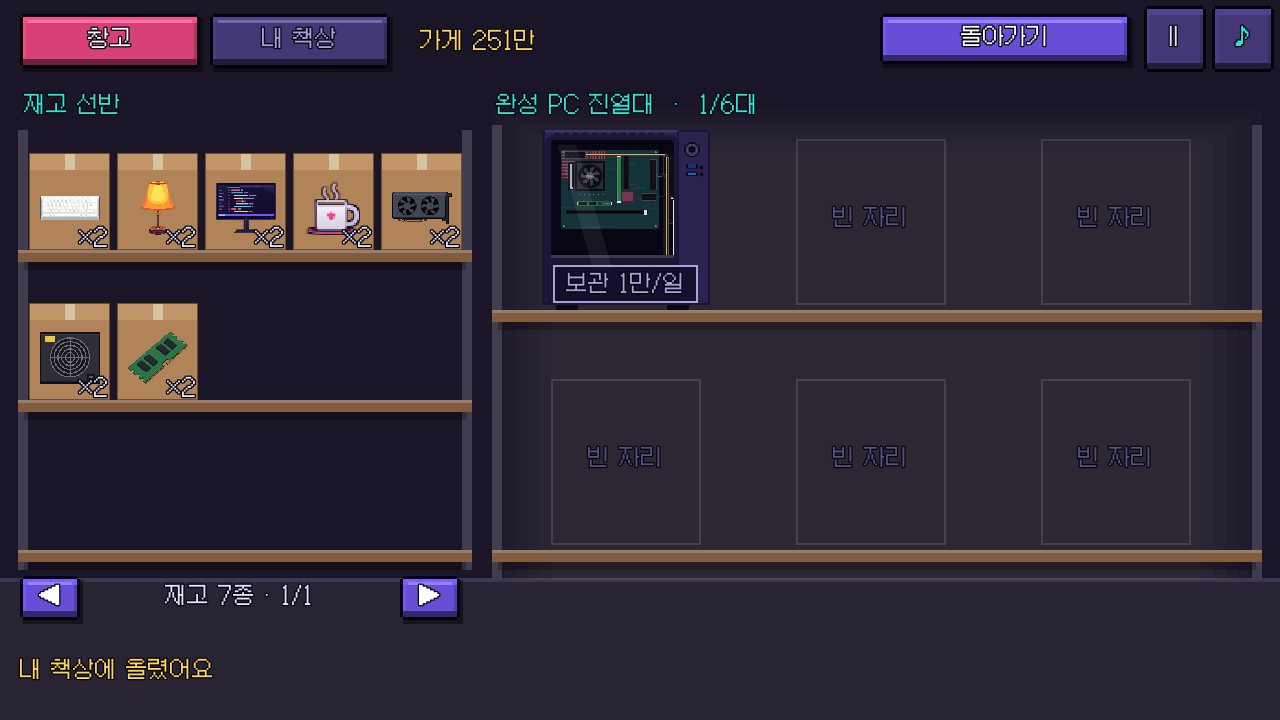 창고
내 책상
가게 251만
돌아가기
재고 선반
완성 PC 진열대 · 1/6대
×2
×2
×2
×2
×2
보관 1만/일
빈 자리
빈 자리
×2
×2
빈 자리
빈 자리
빈 자리
재고 7종 · 1/1
내 책상에 올렸어요